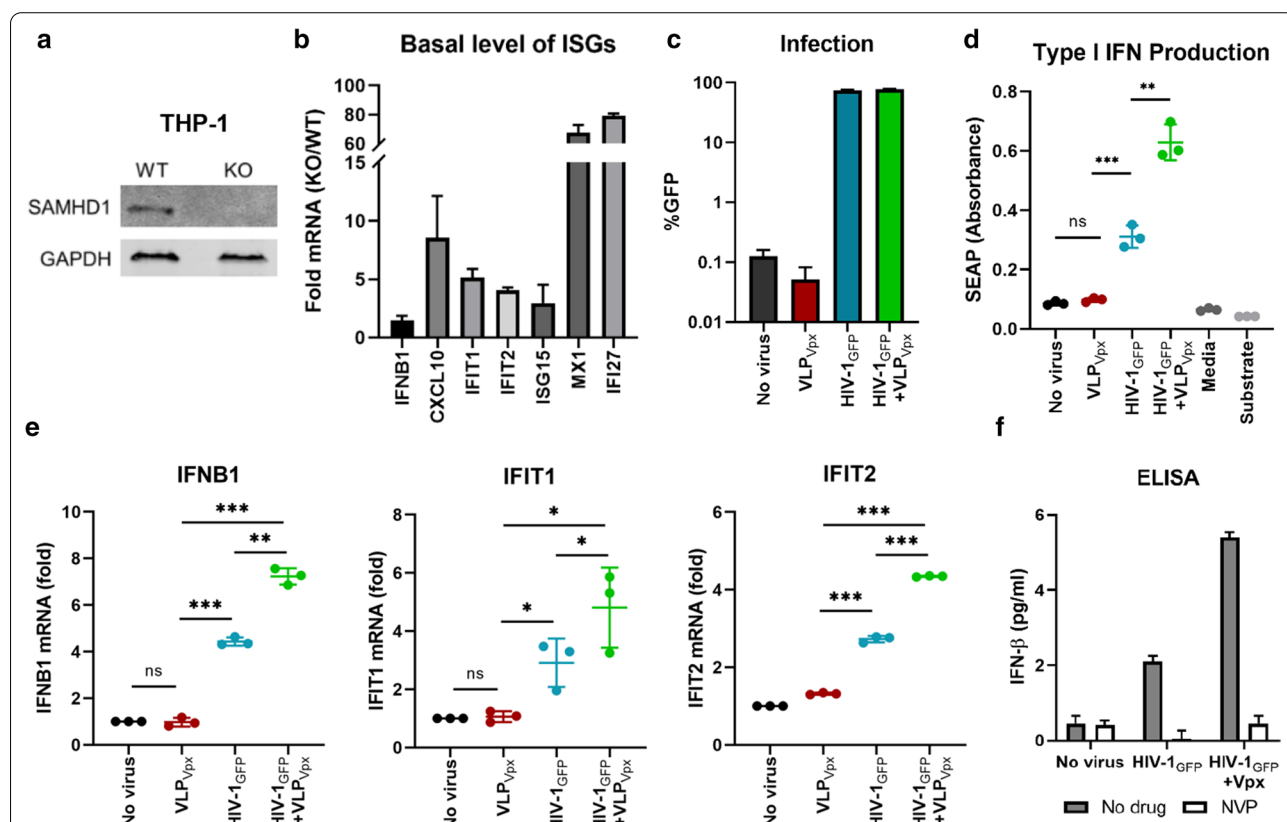 a
THP-1
WT KO
SAMHD1
GAPDH
b
Basal level of ISGs
Fold mRNA (KO/WT)
100
80
60
15
10
5
0
IFNB1
CXCL10
IFIT1
IFIT2
ISG15
MX1
IFI27
c
Infection
%GFP
100
10
1
0.1
0.01
No virus
VLPVpx
HIV-1GFP
HIV-1GFP
+VLPVpx
d
Type I IFN Production
SEAP (Absorbance)
0.8
0.6
0.4
0.2
0.0
ns
***
**
No virus
VLPVpx
HIV-1GFP
HIV-1GFP
+VLPVpx
Media
Substrate
e
IFNB1
IFNB1 mRNA (fold)
10
8
6
4
2
0
***
**
***
ns
No virus
VLPVpx
HIV-1GFP
HIV-1GFP
+VLPVpx
IFIT1
IFIT1 mRNA (fold)
8
6
4
2
0
*
*
*
ns
No virus
VLPVpx
HIV-1GFP
HIV-1GFP
+VLPVpx
IFIT2
IFIT2 mRNA (fold)
6
4
2
0
***
***
***
No virus
VLPVpx
HIV-1GFP
HIV-1GFP
+VLPVpx
f
ELISA
IFN-β (pg/ml)
6
4
2
0
No virus
HIV-1GFP
HIV-1GFP
+Vpx
No drug NVP